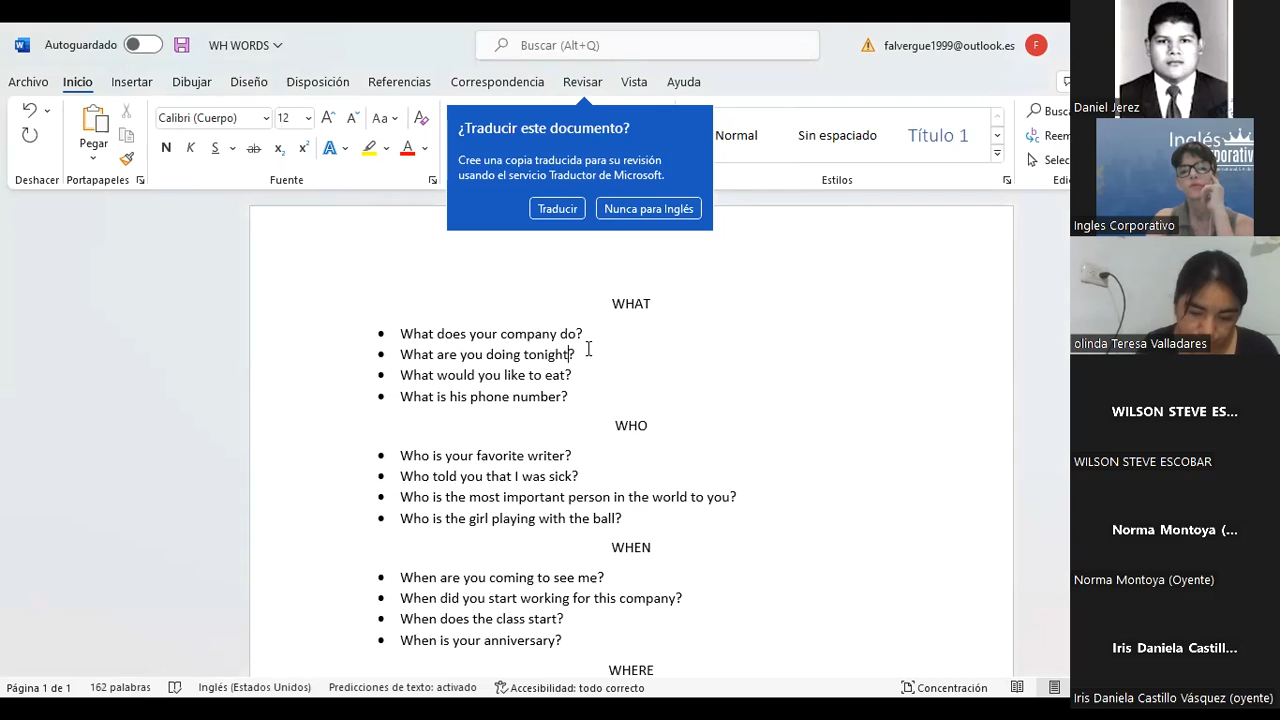 Autoguardado
WH WORDS
Buscar (Alt+Q)
falvergue1999@outlook.es
F
Archivo
Inicio
Insertar
Dibujar
Diseño
Disposición
Referencias
Correspondencia
Revisar
Vista
Ayuda
Pegar
Calibri (Cuerpo)
12
Aa
N K S ab x₂ x² A A
Deshacer
Portapapeles
Fuente
¿Traducir este documento?
Cree una copia traducida para su revisión
usando el servicio Traductor de Microsoft.
Traducir
Nunca para Inglés
Normal
Sin espaciado
Título 1
Estilos
WHAT
• What does your company do?
• What are you doing tonight?
• What would you like to eat?
• What is his phone number?
WHO
• Who is your favorite writer?
• Who told you that I was sick?
• Who is the most important person in the world to you?
• Who is the girl playing with the ball?
WHEN
• When are you coming to see me?
• When did you start working for this company?
• When does the class start?
• When is your anniversary?
WHERE
Página 1 de 1
162 palabras
Inglés (Estados Unidos)
Predicciones de texto: activado
Accesibilidad: todo correcto
Concentración
Daniel Jerez
Inglés
Corporativo
Ingles Corporativo
olinda Teresa Valladares
WILSON STEVE ES...
WILSON STEVE ESCOBAR
Norma Montoya (...
Norma Montoya (Oyente)
Iris Daniela Castill...
Iris Daniela Castillo Vásquez (oyente)